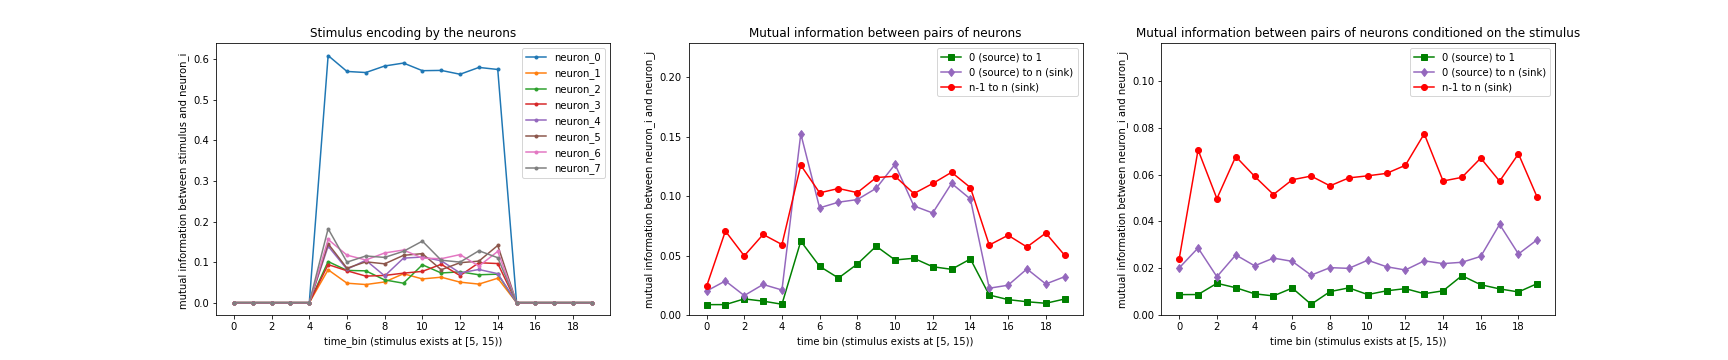 Stimulus encoding by the neurons
mutual information between stimulus and neuron_i
0.6
0.5
0.4
0.3
0.2
0.1
0.0
neuron_0
neuron_1
neuron_2
neuron_3
neuron_4
neuron_5
neuron_6
neuron_7
0 2 4 6 8 10 12 14 16 18
time_bin (stimulus exists at [5, 15))
Mutual information between pairs of neurons
mutual information between neuron_i and neuron_j
0.20
0.15
0.10
0.05
0.00
0 (source) to 1
0 (source) to n (sink)
n-1 to n (sink)
0 2 4 6 8 10 12 14 16 18
time bin (stimulus exists at [5, 15))
Mutual information between pairs of neurons conditioned on the stimulus
mutual information between neuron_i and neuron_j
0.10
0.08
0.06
0.04
0.02
0.00
0 (source) to 1
0 (source) to n (sink)
n-1 to n (sink)
0 2 4 6 8 10 12 14 16 18
time bin (stimulus exists at [5, 15))